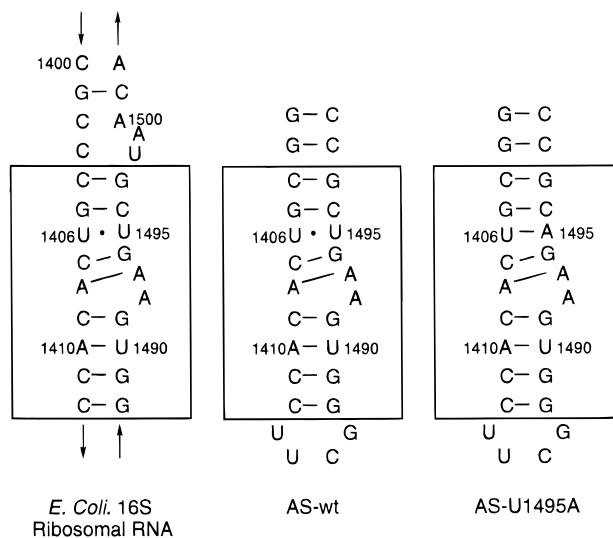 1400 C A
G – C
C A 1500
C A U
C – G G – C G – C
G – C G – C G – C
C – G C – G
G – C G – C
1406 U • U 1495 1406 U • U 1495 1406 U – A 1495
C – G C – G C – G
A – A A – A A – A
A A A
C – G C – G C – G
1410 A – U 1490 1410 A – U 1490 1410 A – U 1490
C – G C – G C – G
C – G C – G C – G
U G U G
U C U C
E. Coli. 16S
Ribosomal RNA
AS-wt
AS-U1495A